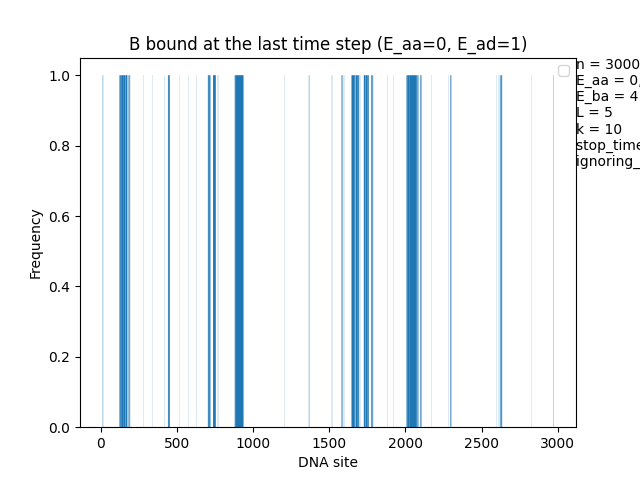 B bound at the last time step (E_aa=0, E_ad=1)
n = 3000
E_aa = 0,
E_ba = 4
L = 5
k = 10
stop_time
ignoring_
1.0
0.8
0.6
0.4
0.2
0.0
Frequency
0 500 1000 1500 2000 2500 3000
DNA site